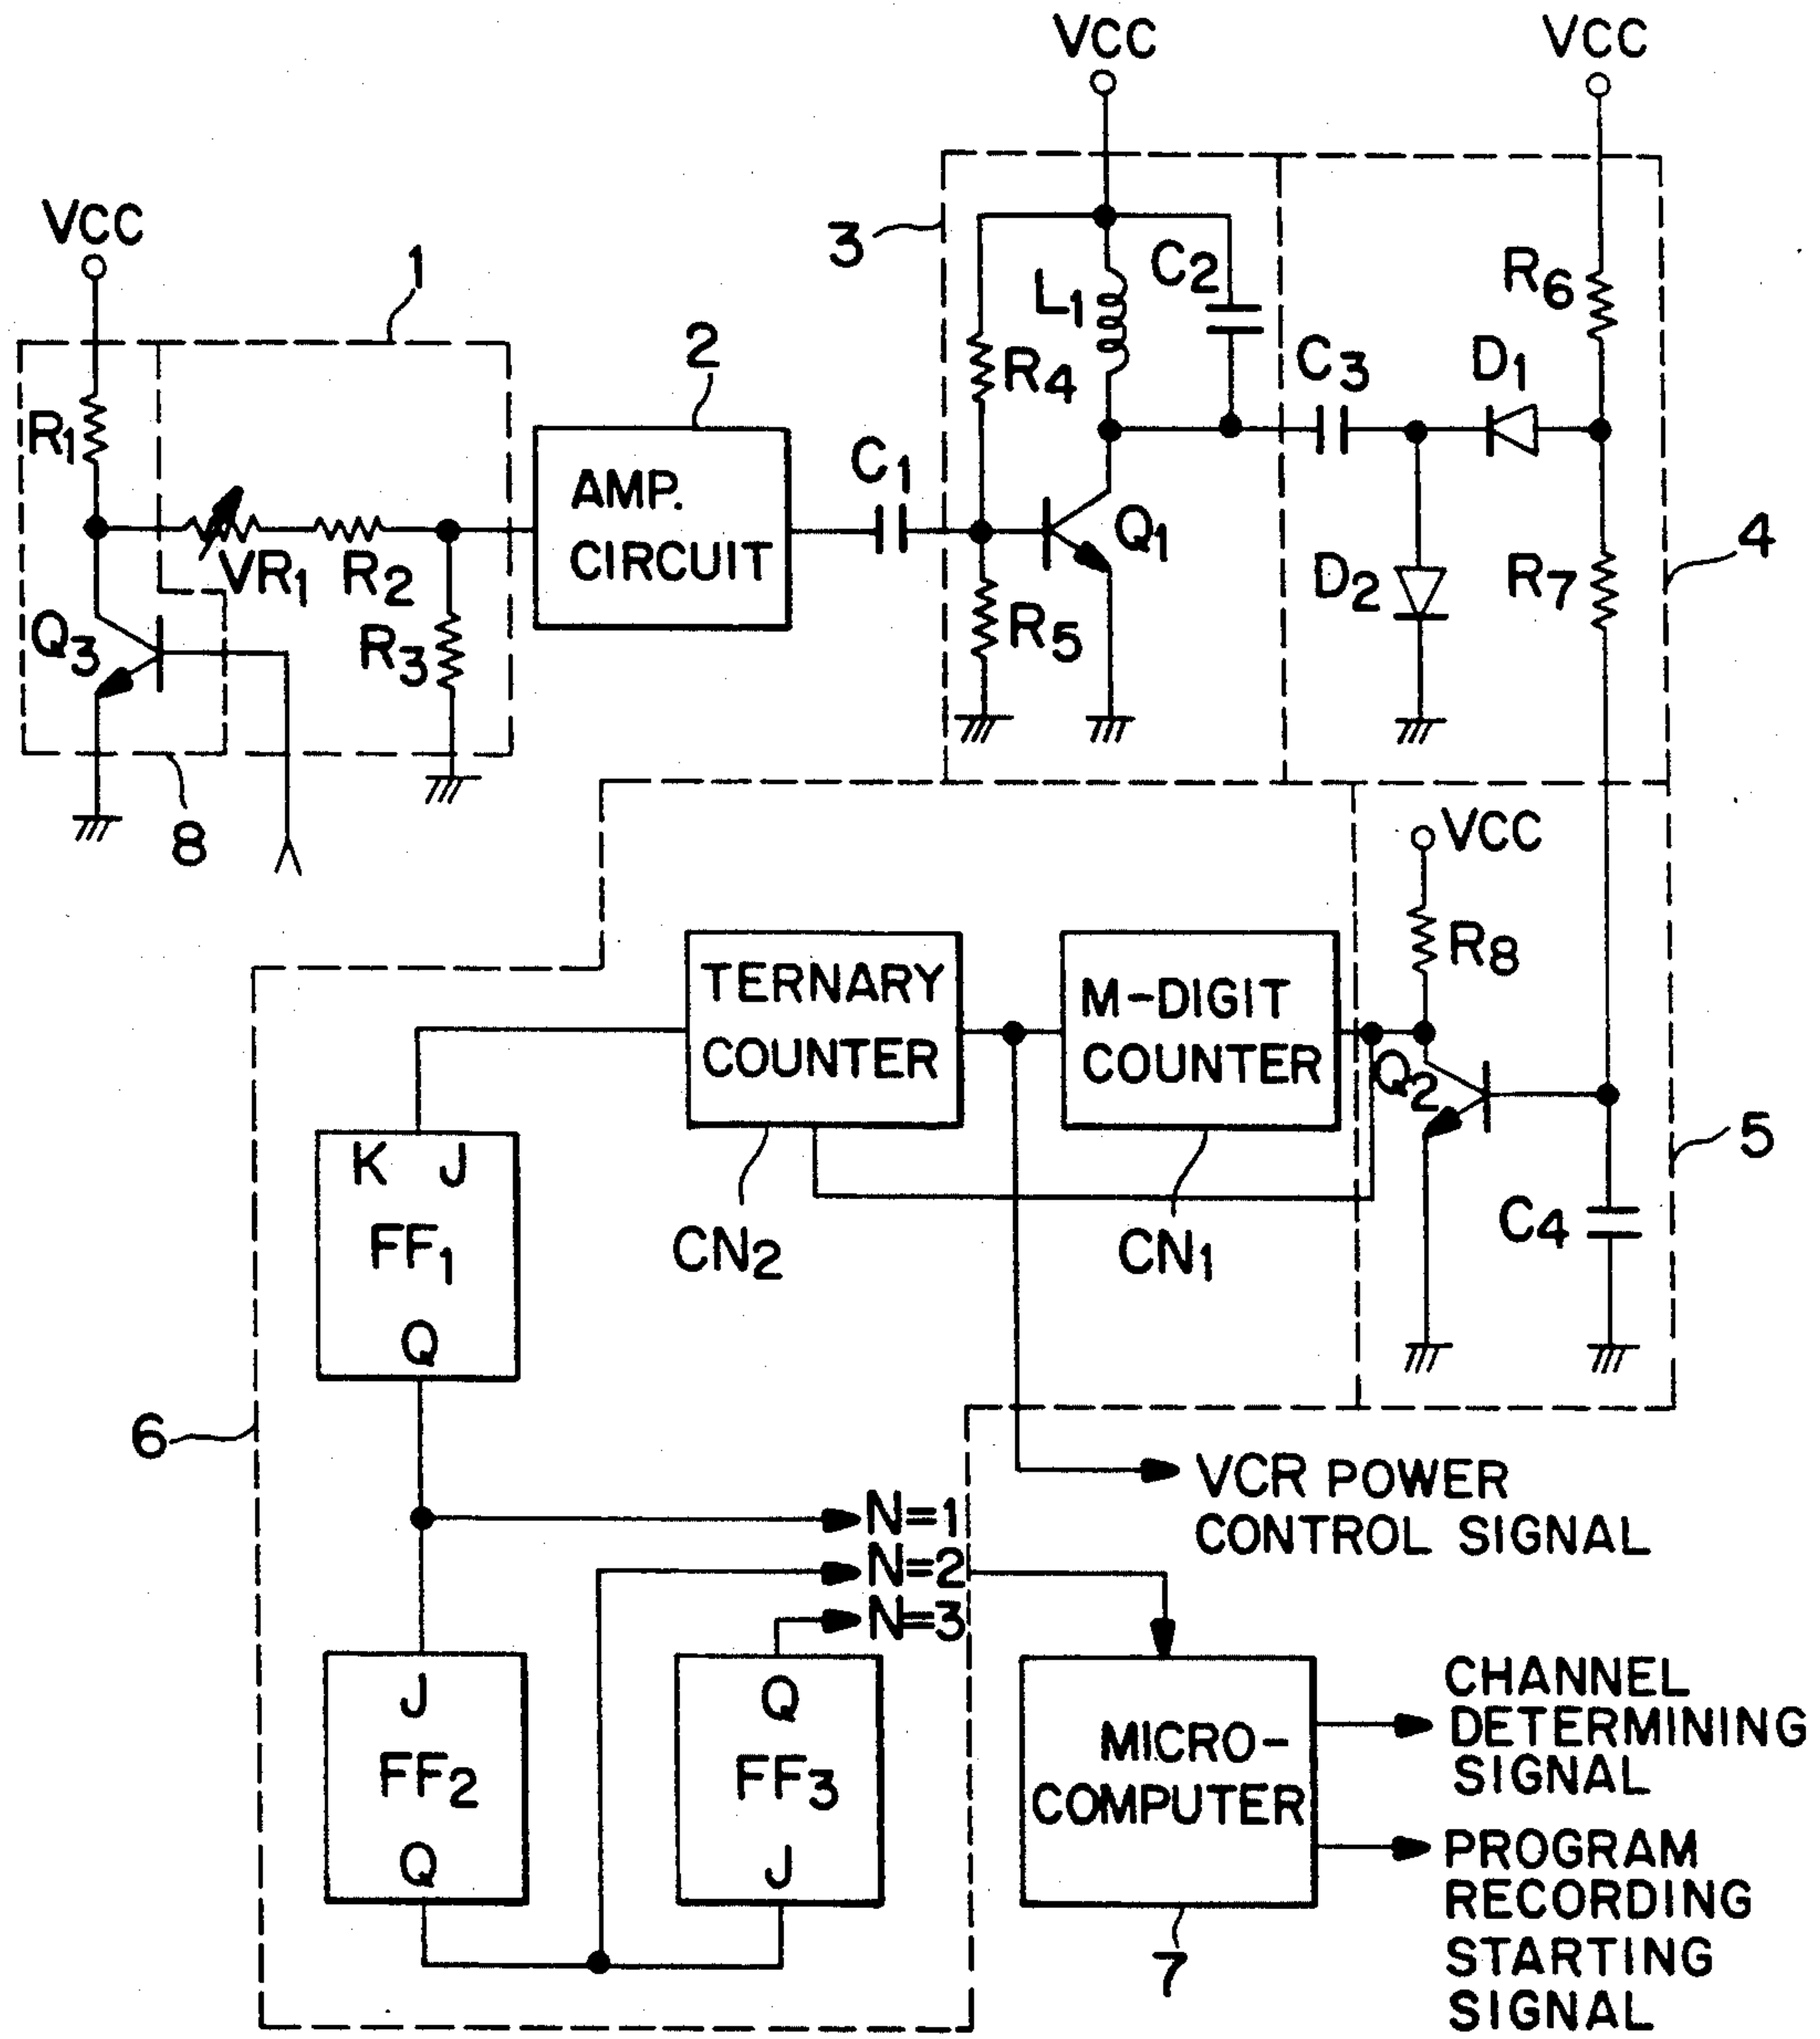 VCC
VCC
VCC
1
3
2
R1
VR1
R2
R3
Q3
8
AMP.
CIRCUIT
C1
R4
L1
C2
Q1
R5
C3
D1
R6
D2
R7
4
VCC
R8
TERNARY
COUNTER
M-DIGIT
COUNTER
Q2
5
CN2
CN1
C4
K J
FF1
Q
6
VCR POWER
CONTROL SIGNAL
N=1
N=2
N=3
J
FF2
Q
Q
FF3
J
MICRO-
COMPUTER
7
CHANNEL
DETERMINING
SIGNAL
PROGRAM
RECORDING
STARTING
SIGNAL